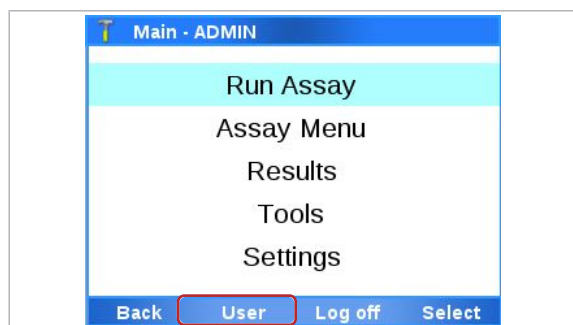 Main - ADMIN
Run Assay
Assay Menu
Results
Tools
Settings
Back User Log off Select